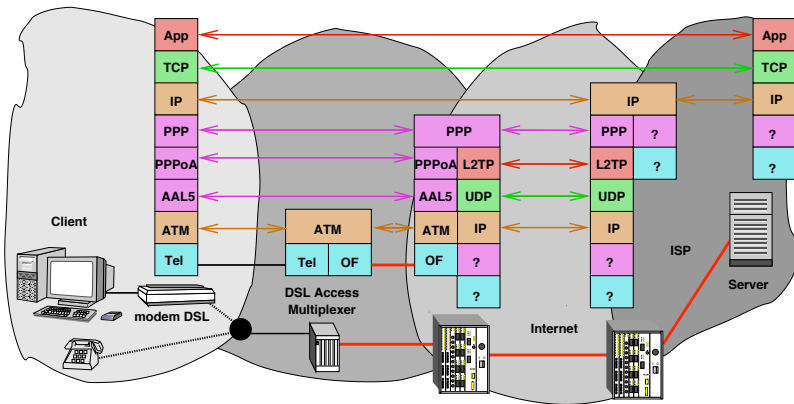 App
App
TCP
TCP
IP
IP
IP
PPP
PPP
PPP
?
?
PPPoA
PPPoA
L2TP
L2TP
?
?
AAL5
AAL5
UDP
UDP
Client
ATM
ATM
ATM
IP
IP
Tel
Tel
OF
OF
?
?
ISP
Server
DSL Access
Multiplexer
?
?
modem DSL
Internet